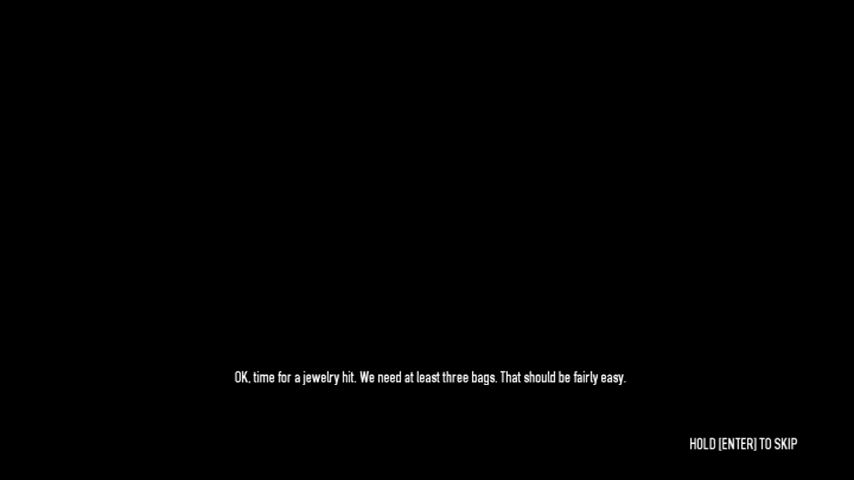 OK, time for a jewelry hit. We need at least three bags. That should be fairly easy.
HOLD [ENTER] TO SKIP